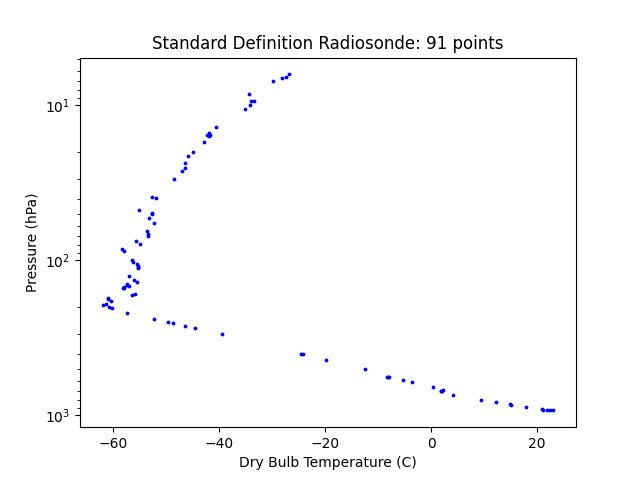 Standard Definition Radiosonde: 91 points
10¹
10²
10³
Pressure (hPa)
−60 −40 −20 0 20
Dry Bulb Temperature (C)